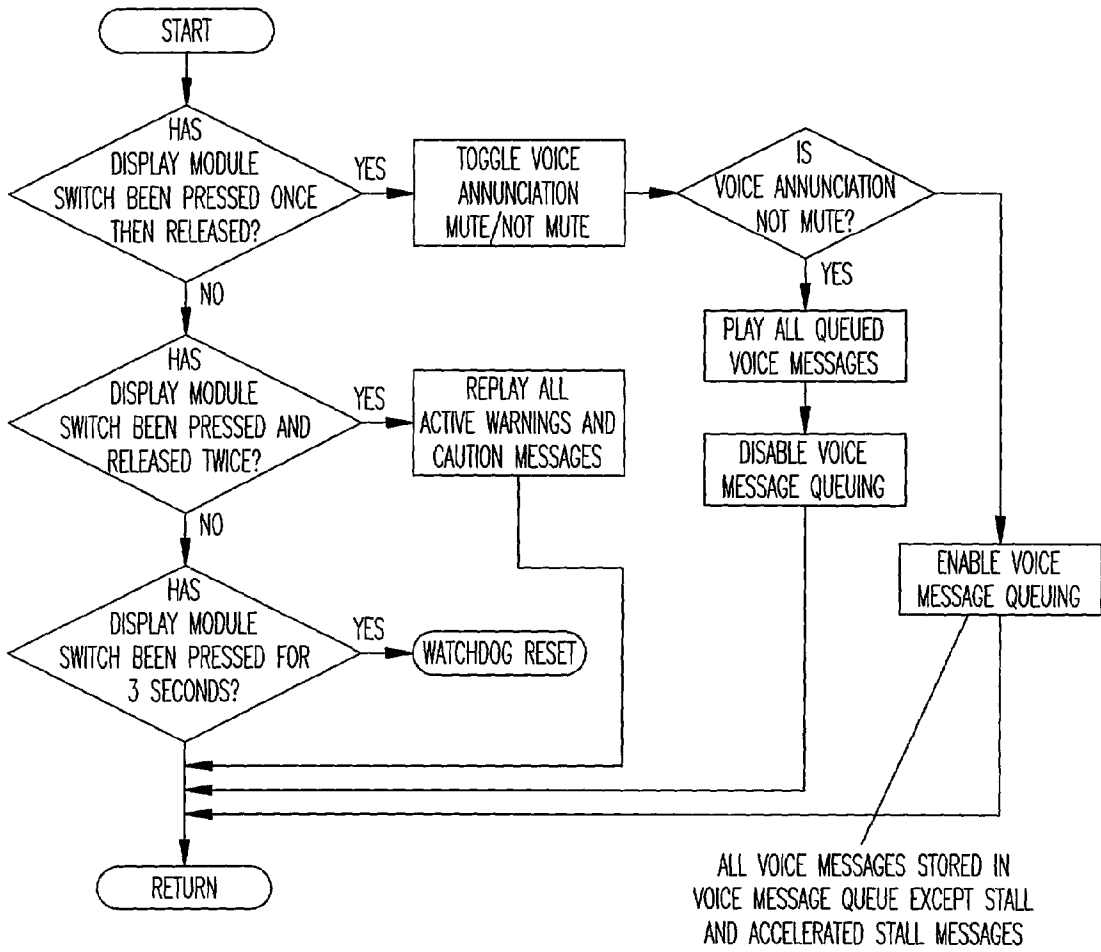 START
HAS
DISPLAY MODULE
SWITCH BEEN PRESSED ONCE
THEN RELEASED?
YES
TOGGLE VOICE
ANNUNCIATION
MUTE/NOT MUTE
IS
VOICE ANNUNCIATION
NOT MUTE?
YES
NO
PLAY ALL QUEUED
VOICE MESSAGES
HAS
DISPLAY MODULE
SWITCH BEEN PRESSED AND
RELEASED TWICE?
YES
REPLAY ALL
ACTIVE WARNINGS AND
CAUTION MESSAGES
DISABLE VOICE
MESSAGE QUEUING
NO
ENABLE VOICE
MESSAGE QUEUING
HAS
DISPLAY MODULE
SWITCH BEEN PRESSED FOR
3 SECONDS?
YES
WATCHDOG RESET
RETURN
ALL VOICE MESSAGES STORED IN
VOICE MESSAGE QUEUE EXCEPT STALL
AND ACCELERATED STALL MESSAGES